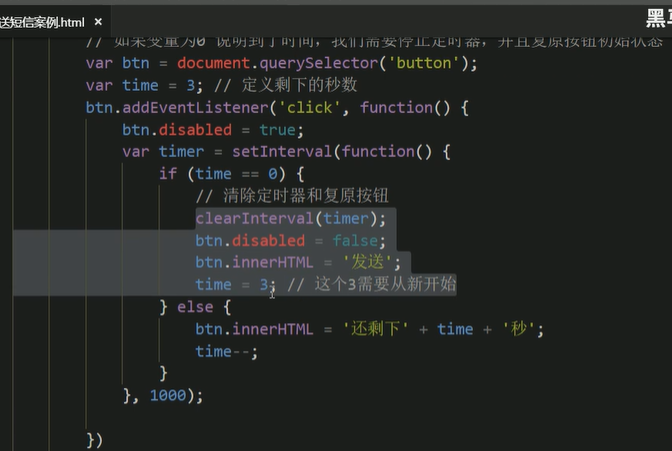 送短信案例.html ×
黑
// 如果变量为0 说明到了时间，我们需要停止定时器，并且复原按钮初始状态
var btn = document.querySelector('button');
var time = 3; // 定义剩下的秒数
btn.addEventListener('click', function() {
btn.disabled = true;
var timer = setInterval(function() {
if (time == 0) {
// 清除定时器和复原按钮
clearInterval(timer);
btn.disabled = false;
btn.innerHTML = '发送';
time = 3; // 这个3需要从新开始
} else {
btn.innerHTML = '还剩下' + time + '秒';
time--;
}
}, 1000);
})